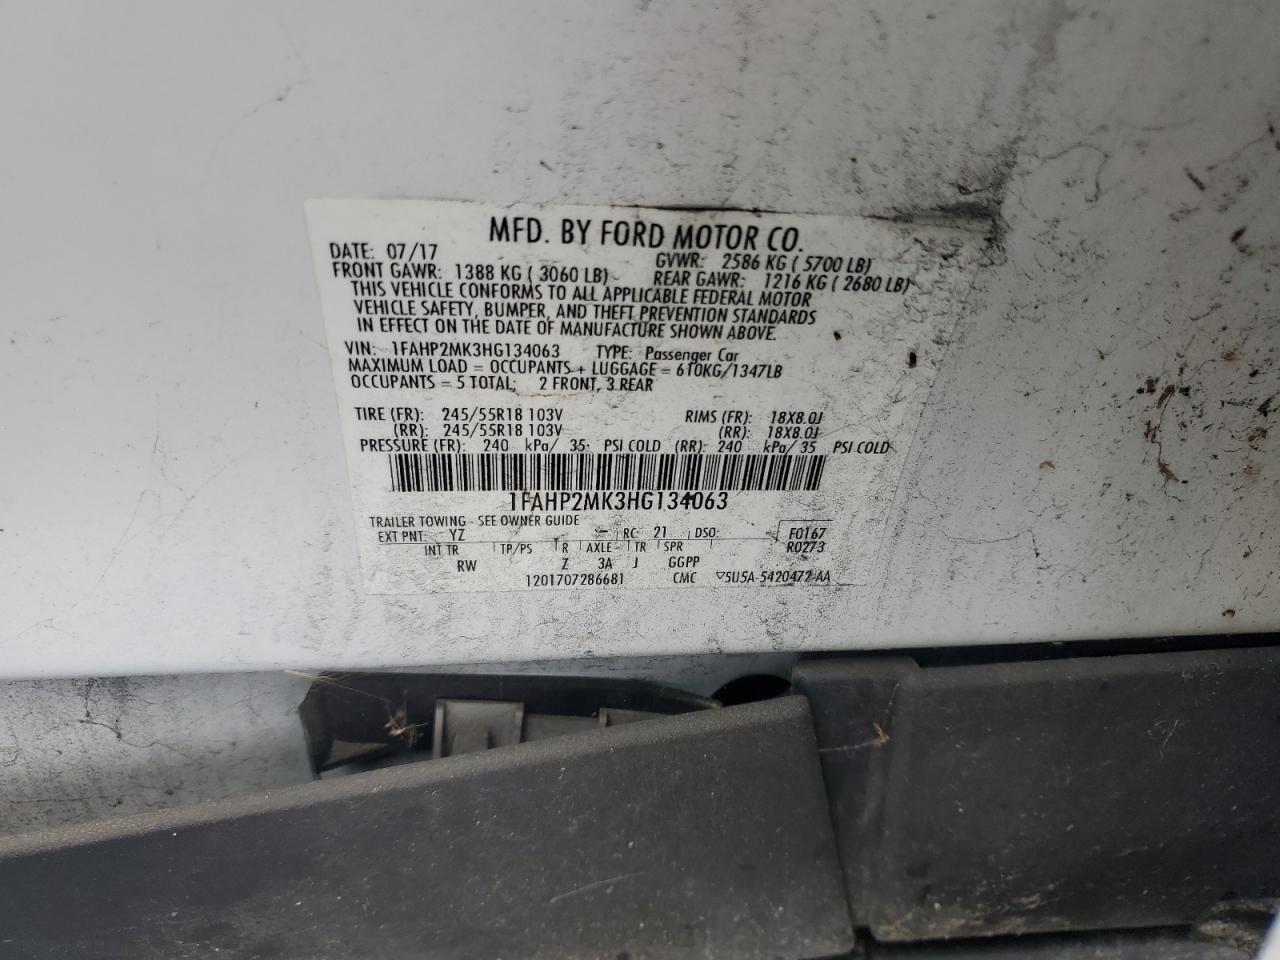 MFD. BY FORD MOTOR CO.
DATE: 07/17 GVWR: 2586 KG ( 5700 LB)
FRONT GAWR: 1388 KG ( 3060 LB) REAR GAWR: 1216 KG ( 2680 LB)
THIS VEHICLE CONFORMS TO ALL APPLICABLE FEDERAL MOTOR
VEHICLE SAFETY, BUMPER, AND THEFT PREVENTION STANDARDS
IN EFFECT ON THE DATE OF MANUFACTURE SHOWN ABOVE.
VIN: 1FAHP2MK3HG134063 TYPE: Passenger Car
MAXIMUM LOAD = OCCUPANTS + LUGGAGE = 610KG/1347LB
OCCUPANTS = 5 TOTAL; 2 FRONT, 3 REAR
TIRE (FR): 245/55R18 103V RIMS (FR): 18X8.0J
(RR): 245/55R18 103V (RR): 18X8.0J
PRESSURE (FR): 240 kPa/ 35 PSI COLD (RR): 240 kPa/ 35 PSI COLD
1FAHP2MK3HG134063
TRAILER TOWING - SEE OWNER GUIDE
EXT PNT: YZ RC: 21 DSO: F0167
R0273
INT TR TP/PS R AXLE TR SPR
RW Z 3A J GGPP
1201707286681 CMC ▽5U5A-5420472-AA